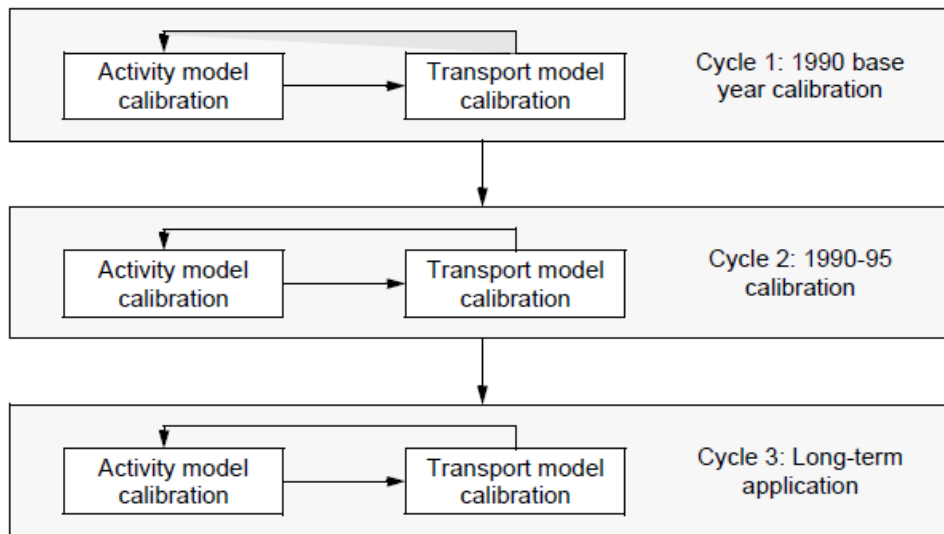 Activity model
calibration
Transport model
calibration
Cycle 1: 1990 base
year calibration
Activity model
calibration
Transport model
calibration
Cycle 2: 1990-95
calibration
Activity model
calibration
Transport model
calibration
Cycle 3: Long-term
application